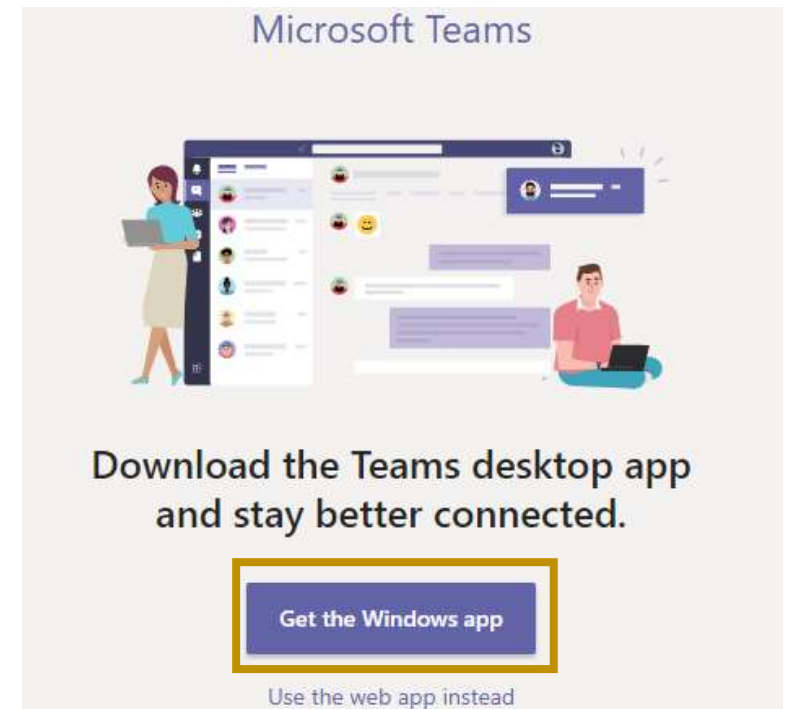 Microsoft Teams
Download the Teams desktop app
and stay better connected.
Get the Windows app
Use the web app instead